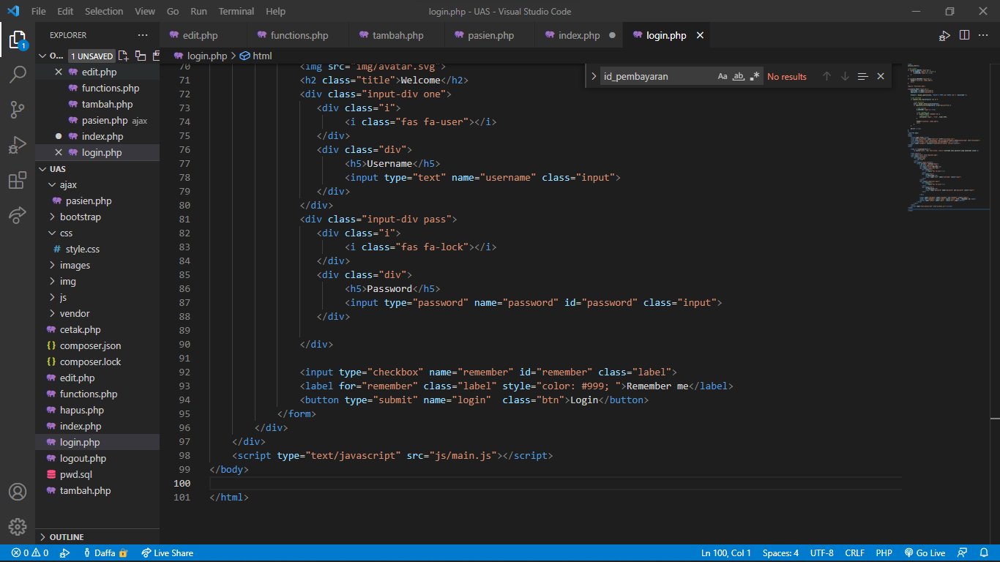 File Edit Selection View Go Run Terminal Help
login.php - UAS - Visual Studio Code
EXPLORER
edit.php functions.php tambah.php pasien.php index.php login.php
O... 1 UNSAVED
edit.php
functions.php
tambah.php
pasien.php ajax
index.php
login.php
UAS
ajax
pasien.php
bootstrap
css
style.css
images
img
js
vendor
cetak.php
composer.json
composer.lock
edit.php
functions.php
hapus.php
index.php
login.php
logout.php
pwd.sql
tambah.php
OUTLINE
login.php > html
id_pembayaran Aa ab .* No results
70 <img src="img/avatar.svg">
71 <h2 class="title">Welcome</h2>
72 <div class="input-div one">
73 <div class="i">
74 <i class="fas fa-user"></i>
75 </div>
76 <div class="div">
77 <h5>Username</h5>
78 <input type="text" name="username" class="input">
79 </div>
80 </div>
81 <div class="input-div pass">
82 <div class="i">
83 <i class="fas fa-lock"></i>
84 </div>
85 <div class="div">
86 <h5>Password</h5>
87 <input type="password" name="password" id="password" class="input">
88 </div>
89
90 </div>
91
92 <input type="checkbox" name="remember" id="remember" class="label">
93 <label for="remember" class="label" style="color: #999; ">Remember me</label>
94 <button type="submit" name="login"  class="btn">Login</button>
95 </form>
96 </div>
97 </div>
98 <script type="text/javascript" src="js/main.js"></script>
99 </body>
100
101 </html>
1
0 0 Daffa Live Share Ln 100, Col 1 Spaces: 4 UTF-8 CRLF PHP Go Live